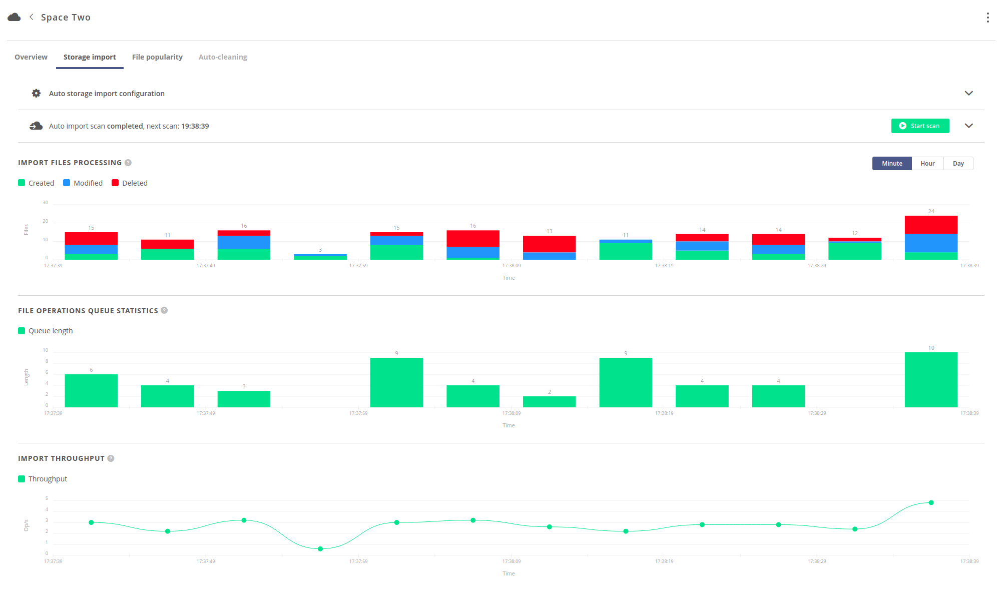 Space Two
Overview Storage import File popularity Auto-cleaning
Auto storage import configuration
Auto import scan completed, next scan: 19:38:39 Start scan
IMPORT FILES PROCESSING ? Minute Hour Day
Created Modified Deleted
30
20
10
0
Files
15 11 16 3 15 16 13 11 14 14 12 24
17:37:39 17:37:49 17:37:59 17:38:09 17:38:19 17:38:29 17:38:39
Time
FILE OPERATIONS QUEUE STATISTICS ?
Queue length
10
8
6
4
2
0
Length
6 4 3 9 4 2 9 4 4 10
17:37:39 17:37:49 17:37:59 17:38:09 17:38:19 17:38:29 17:38:39
Time
IMPORT THROUGHPUT ?
Throughput
5
4
3
2
1
0
Op/s
17:37:39 17:37:49 17:37:59 17:38:09 17:38:19 17:38:29 17:38:39
Time